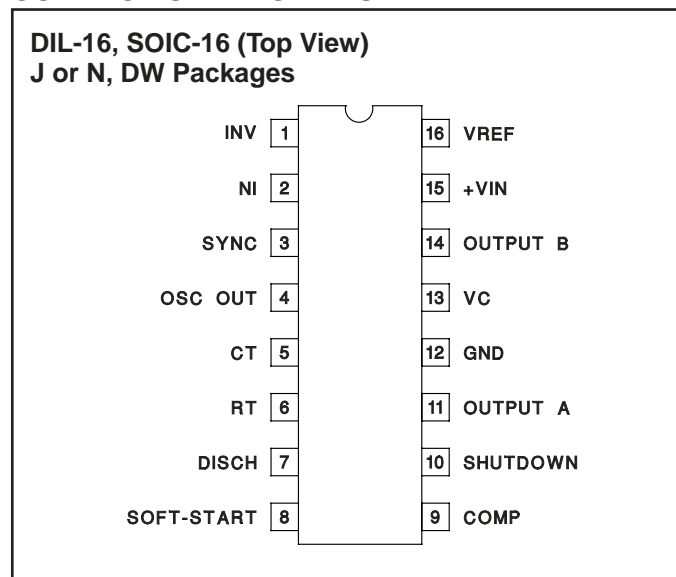 DIL-16, SOIC-16 (Top View)
J or N, DW Packages
INV 1 16 VREF
NI 2 15 +VIN
SYNC 3 14 OUTPUT B
OSC OUT 4 13 VC
CT 5 12 GND
RT 6 11 OUTPUT A
DISCH 7 10 SHUTDOWN
SOFT-START 8 9 COMP